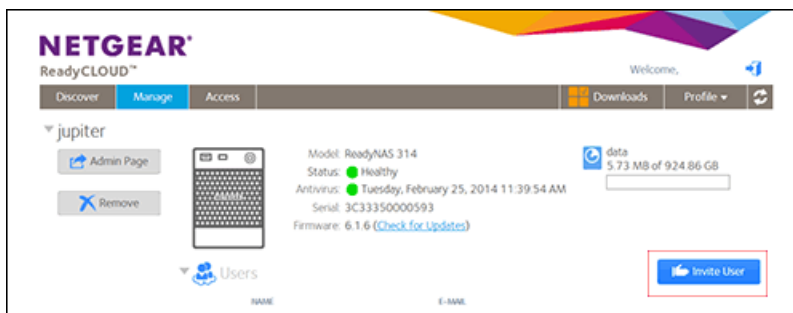 NETGEAR®
ReadyCLOUD™
Welcome,
Discover Manage Access Downloads Profile
jupiter
Admin Page
Remove
Model: ReadyNAS 314
Status: Healthy
Antivirus: Tuesday, February 25, 2014 11:39:54 AM
Serial: 3C33350000593
Firmware: 6.1.6 (Check for Updates)
data
5.73 MB of 924.86 GB
Users
Invite User
NAME E-MAIL